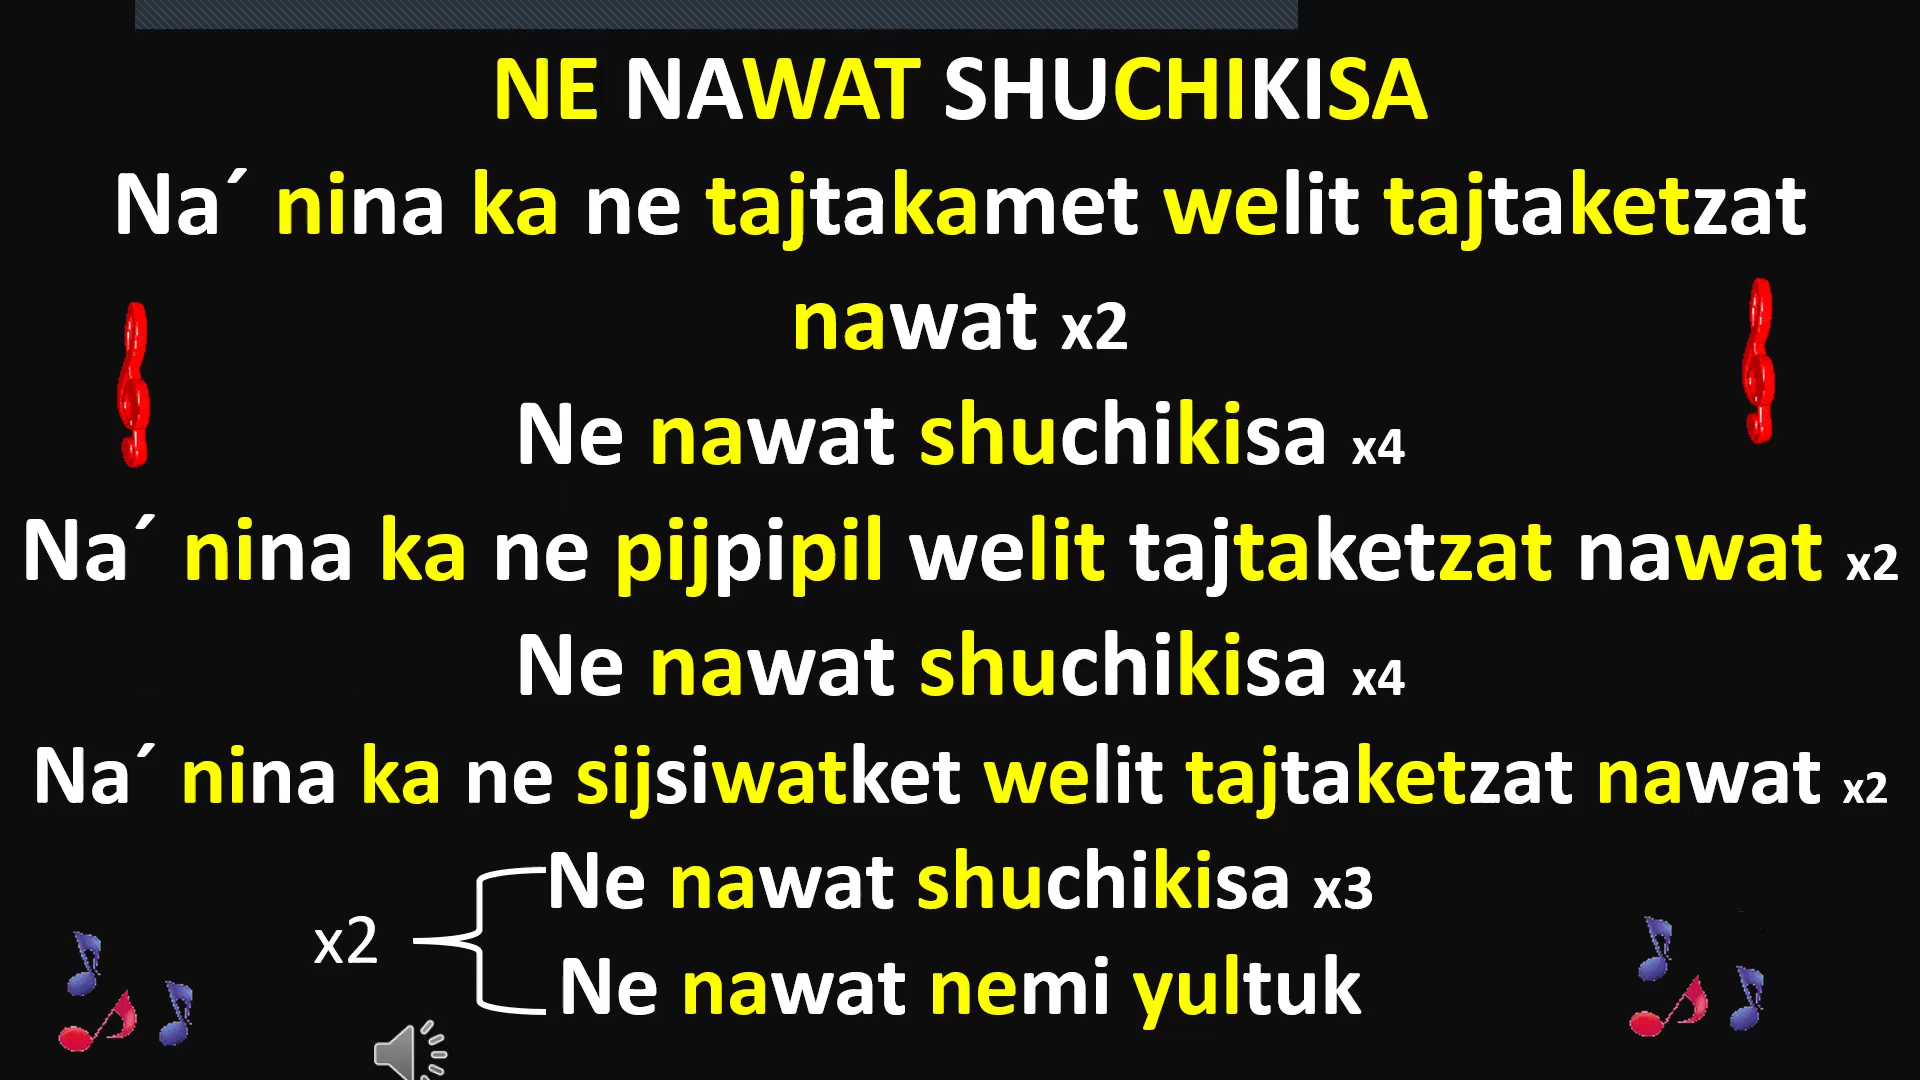 NE NAWAT SHUCHIKISA
Na´ nina ka ne tajtakamet welit tajtaketzat
nawat x2
Ne nawat shuchikisa x4
Na´ nina ka ne pijpipil welit tajtaketzat nawat x2
Ne nawat shuchikisa x4
Na´ nina ka ne sijsiwatket welit tajtaketzat nawat x2
Ne nawat shuchikisa x3
x2
Ne nawat nemi yultuk